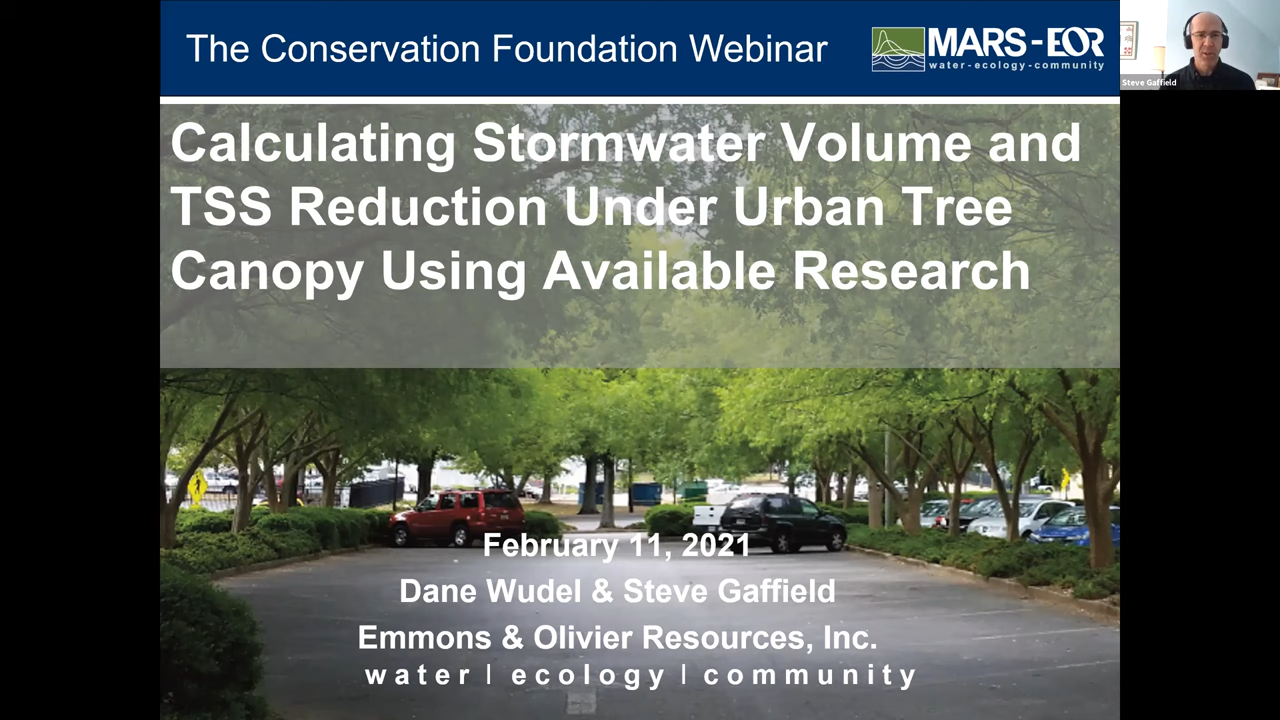 The Conservation Foundation Webinar
MARS-EOR
water-ecology-community
Steve Gaffield
Calculating Stormwater Volume and
TSS Reduction Under Urban Tree
Canopy Using Available Research
February 11, 2021
Dane Wudel & Steve Gaffield
Emmons & Olivier Resources, Inc.
water | ecology | community